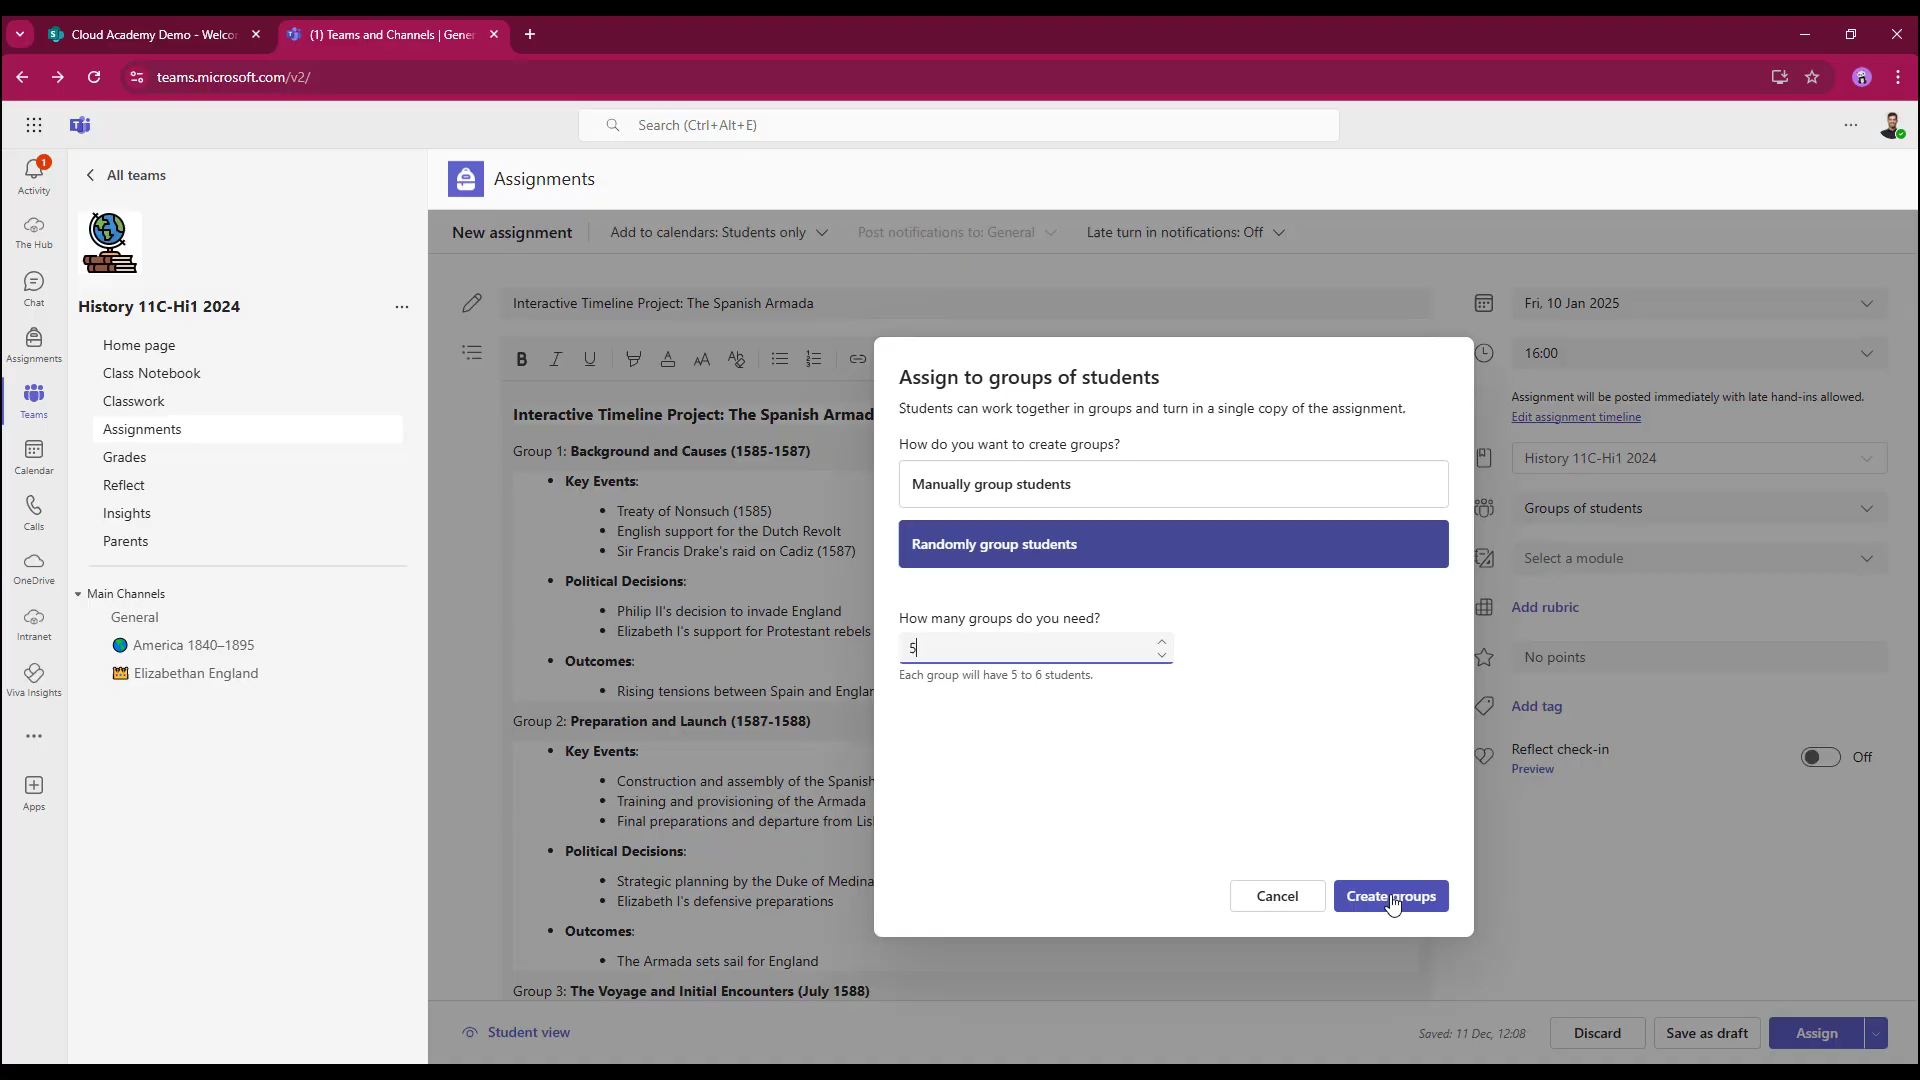 Cloud Academy Demo - Welco
(1) Teams and Channels | Gener
teams.microsoft.com/v2/
Search (Ctrl+Alt+E)
1
Activity
The Hub
Chat
Assignments
Teams
Calendar
Calls
OneDrive
Intranet
Viva Insights
Apps
All teams
History 11C-Hi1 2024
Home page
Class Notebook
Classwork
Assignments
Grades
Reflect
Insights
Parents
Main Channels
General
America 1840–1895
Elizabethan England
Assignments
New assignment
Add to calendars: Students only
Post notifications to: General
Late turn in notifications: Off
Interactive Timeline Project: The Spanish Armada
Interactive Timeline Project: The Spanish Armad
Group 1: Background and Causes (1585-1587)
Key Events:
Treaty of Nonsuch (1585)
English support for the Dutch Revolt
Sir Francis Drake's raid on Cadiz (1587)
Political Decisions:
Philip II's decision to invade England
Elizabeth I's support for Protestant rebels
Outcomes:
Rising tensions between Spain and Englar
Group 2: Preparation and Launch (1587-1588)
Key Events:
Construction and assembly of the Spanish
Training and provisioning of the Armada
Final preparations and departure from Lis
Political Decisions:
Strategic planning by the Duke of Medina
Elizabeth I's defensive preparations
Outcomes:
The Armada sets sail for England
Group 3: The Voyage and Initial Encounters (July 1588)
Assign to groups of students
Students can work together in groups and turn in a single copy of the assignment.
How do you want to create groups?
Manually group students
Randomly group students
How many groups do you need?
5
Each group will have 5 to 6 students.
Cancel
Create groups
Fri, 10 Jan 2025
16:00
Assignment will be posted immediately with late hand-ins allowed.
Edit assignment timeline
History 11C-Hi1 2024
Groups of students
Select a module
Add rubric
No points
Add tag
Reflect check-in
Preview
Off
Student view
Saved: 11 Dec, 12:08
Discard
Save as draft
Assign